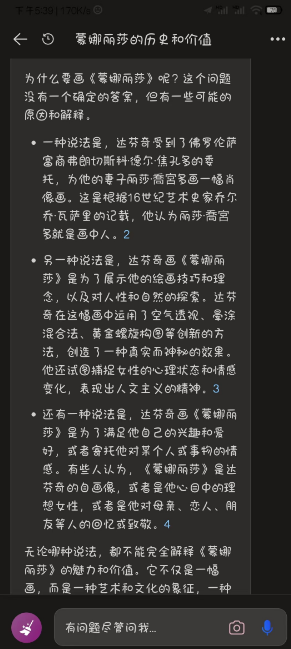 下午5:39 | 170K/s
蒙娜丽莎的历史和价值
为什么要画《蒙娜丽莎》呢？这个问题
没有一个确定的答案，但有一些可能的
原因和解释。
一种说法是，达芬奇受到了佛罗伦萨
富商弗朗切斯科·德尔·焦孔多的委
托，为他的妻子丽莎·乔宫多画一幅肖
像画。这是根据16世纪艺术史家乔尔
乔·瓦萨里的记载，他认为丽莎·乔宫
多就是画中人。2
另一种说法是，达芬奇画《蒙娜丽
莎》是为了展示他的绘画技巧和理
念，以及对人性和自然的探索。达芬
奇在这幅画中运用了空气透视、晕涂
混合法、黄金螺旋构图等创新的方
法，创造了一种真实而神秘的效果。
他还试图捕捉女性的心理状态和情感
变化，表现出人文主义的精神。3
还有一种说法是，达芬奇画《蒙娜丽
莎》是为了满足他自己的兴趣和爱
好，或者寄托他对某个人或事物的情
感。有些人认为，《蒙娜丽莎》是达
芬奇的自画像，或者是他心目中的理
想女性，或者是他对母亲、恋人、朋
友等人的回忆或致敬。4
无论哪种说法，都不能完全解释《蒙娜
丽莎》的魅力和价值。它不仅是一幅
画，而是一种艺术和文化的象征，一种
有问题尽管问我...